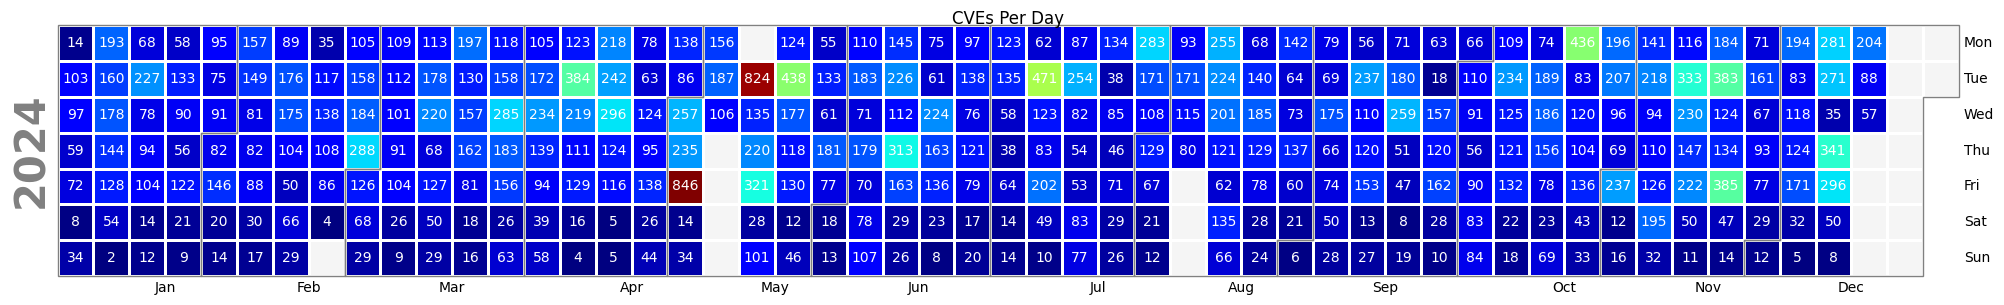 CVEs Per Day
14 193 68 58 95 157 89 35 105 109 113 197 118 105 123 218 78 138 156 124 55 110 145 75 97 123 62 87 134 283 93 255 68 142 79 56 71 63 66 109 74 436 196 141 116 184 71 194 281 204 Mon
103 160 227 133 75 149 176 117 158 112 178 130 158 172 384 242 63 86 187 824 438 133 183 226 61 138 135 471 254 38 171 171 224 140 64 69 237 180 18 110 234 189 83 207 218 333 383 161 83 271 88 Tue
97 178 78 90 91 81 175 138 184 101 220 157 285 234 219 296 124 257 106 135 177 61 71 112 224 76 58 123 82 85 108 115 201 185 73 175 110 259 157 91 125 186 120 96 94 230 124 67 118 35 57 Wed
59 144 94 56 82 82 104 108 288 91 68 162 183 139 111 124 95 235 220 118 181 179 313 163 121 38 83 54 46 129 80 121 129 137 66 120 51 120 56 121 156 104 69 110 147 134 93 124 341 Thu
72 128 104 122 146 88 50 86 126 104 127 81 156 94 129 116 138 846 321 130 77 70 163 136 79 64 202 53 71 67 62 78 60 74 153 47 162 90 132 78 136 237 126 222 385 77 171 296 Fri
8 54 14 21 20 30 66 4 68 26 50 18 26 39 16 5 26 14 28 12 18 78 29 23 17 14 49 83 29 21 135 28 21 50 13 8 28 83 22 23 43 12 195 50 47 29 32 50 Sat
34 2 12 9 14 17 29 29 9 29 16 63 58 4 5 44 34 101 46 13 107 26 8 20 14 10 77 26 12 66 24 6 28 27 19 10 84 18 69 33 16 32 11 14 12 5 8 Sun
2024
Jan Feb Mar Apr May Jun Jul Aug Sep Oct Nov Dec